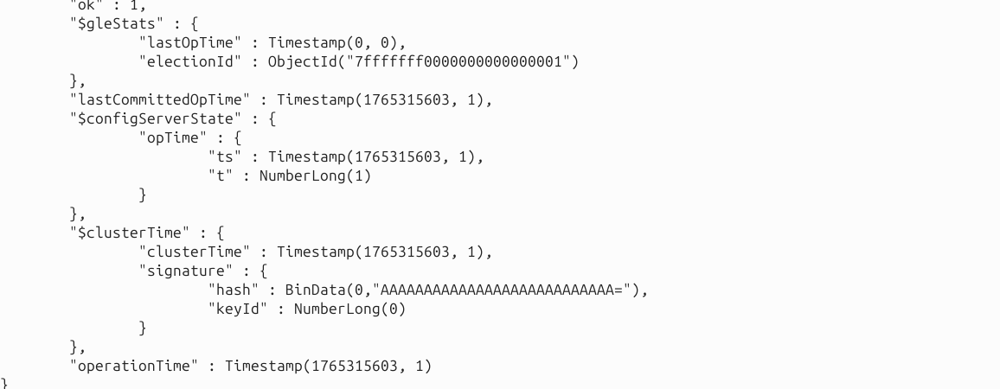 "ok" : 1,
"$gleStats" : {
"lastOpTime" : Timestamp(0, 0),
"electionId" : ObjectId("7fffffff0000000000000001")
},
"lastCommittedOpTime" : Timestamp(1765315603, 1),
"$configServerState" : {
"opTime" : {
"ts" : Timestamp(1765315603, 1),
"t" : NumberLong(1)
}
},
"$clusterTime" : {
"clusterTime" : Timestamp(1765315603, 1),
"signature" : {
"hash" : BinData(0,"AAAAAAAAAAAAAAAAAAAAAAAAAAA="),
"keyId" : NumberLong(0)
}
},
"operationTime" : Timestamp(1765315603, 1)
}